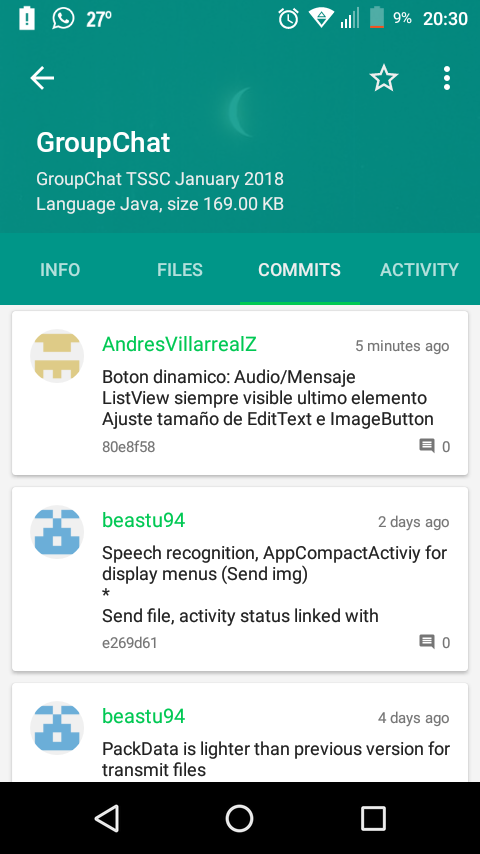 27º
9%
20:30
GroupChat
GroupChat TSSC January 2018
Language Java, size 169.00 KB
INFO
FILES
COMMITS
ACTIVITY
AndresVillarrealZ
5 minutes ago
Boton dinamico: Audio/Mensaje
ListView siempre visible ultimo elemento
Ajuste tamaño de EditText e ImageButton
80e8f58
0
beastu94
2 days ago
Speech recognition, AppCompactActiviy for
display menus (Send img)
*
Send file, activity status linked with
e269d61
0
beastu94
4 days ago
PackData is lighter than previous version for
transmit files